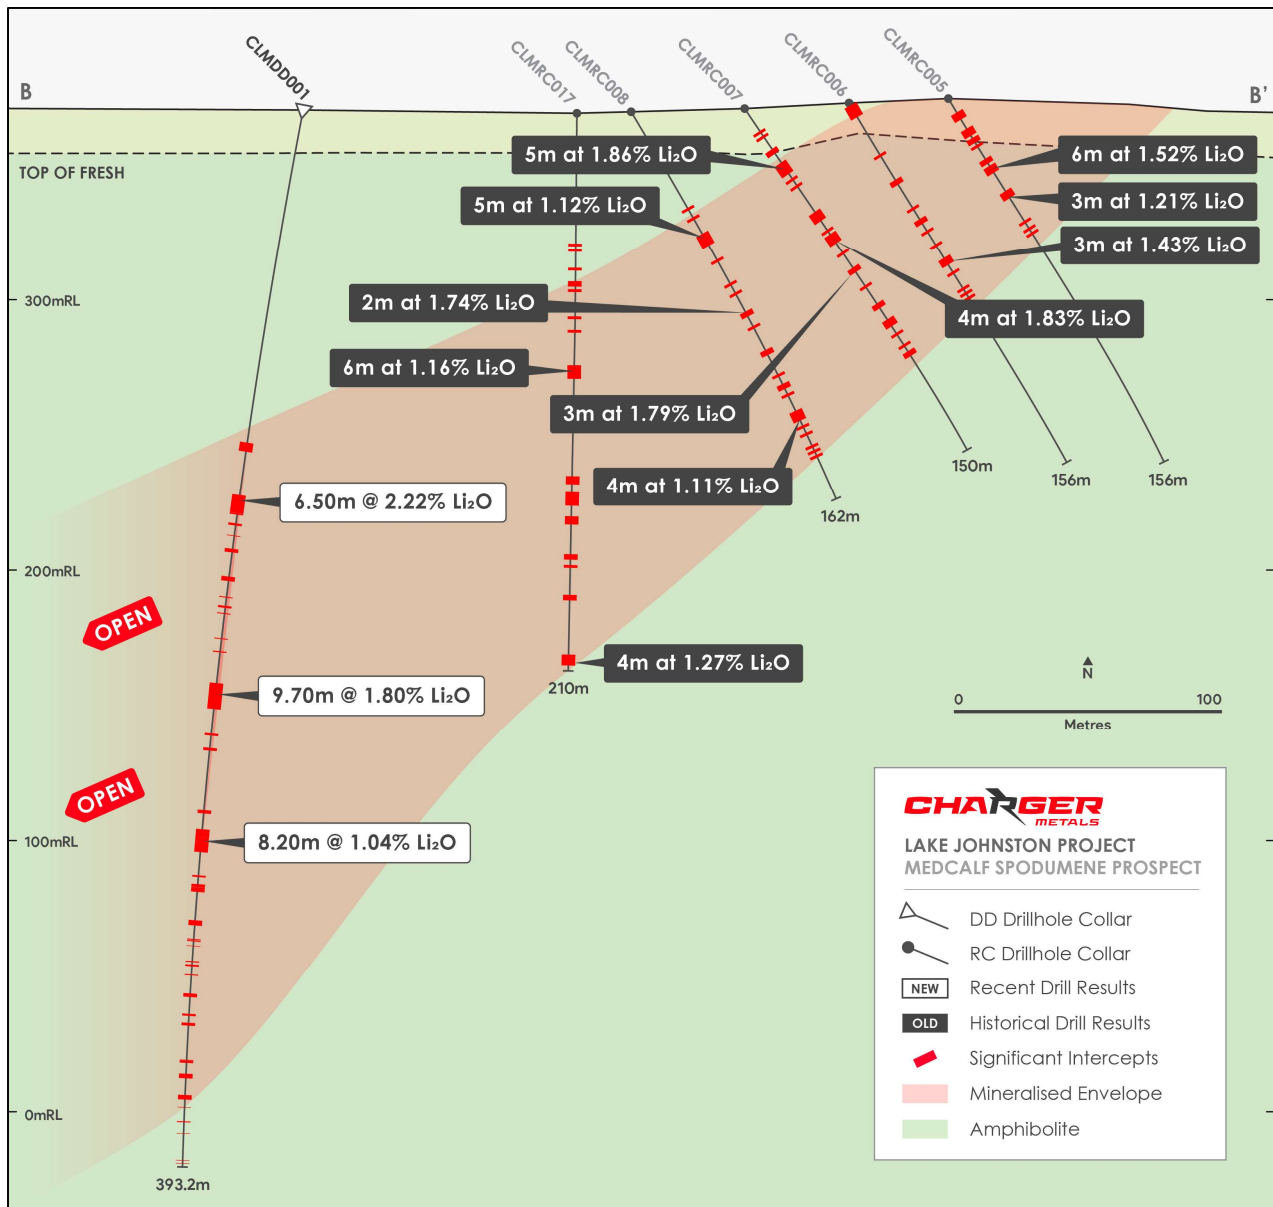 CLMDD001
CLMRC017
CLMRC008
CLMRC007
CLMRC006
CLMRC005
B
B’
TOP OF FRESH
5m at 1.86% Li₂O
6m at 1.52% Li₂O
5m at 1.12% Li₂O
3m at 1.21% Li₂O
3m at 1.43% Li₂O
300mRL
2m at 1.74% Li₂O
4m at 1.83% Li₂O
6m at 1.16% Li₂O
3m at 1.79% Li₂O
150m
156m
156m
4m at 1.11% Li₂O
162m
6.50m @ 2.22% Li₂O
200mRL
OPEN
4m at 1.27% Li₂O
210m
9.70m @ 1.80% Li₂O
N
0
100
Metres
OPEN
100mRL
8.20m @ 1.04% Li₂O
0mRL
393.2m
CHARGER
METALS
LAKE JOHNSTON PROJECT
MEDCALF SPODUMENE PROSPECT
DD Drillhole Collar
RC Drillhole Collar
NEW Recent Drill Results
OLD Historical Drill Results
Significant Intercepts
Mineralised Envelope
Amphibolite